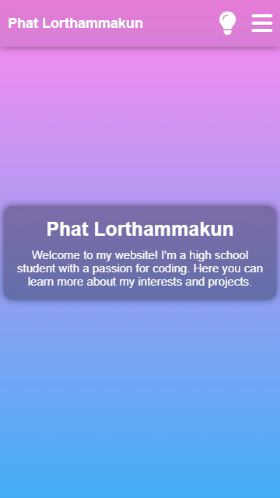 Phat Lorthammakun
Phat Lorthammakun
Welcome to my website! I'm a high school
student with a passion for coding. Here you can
learn more about my interests and projects.